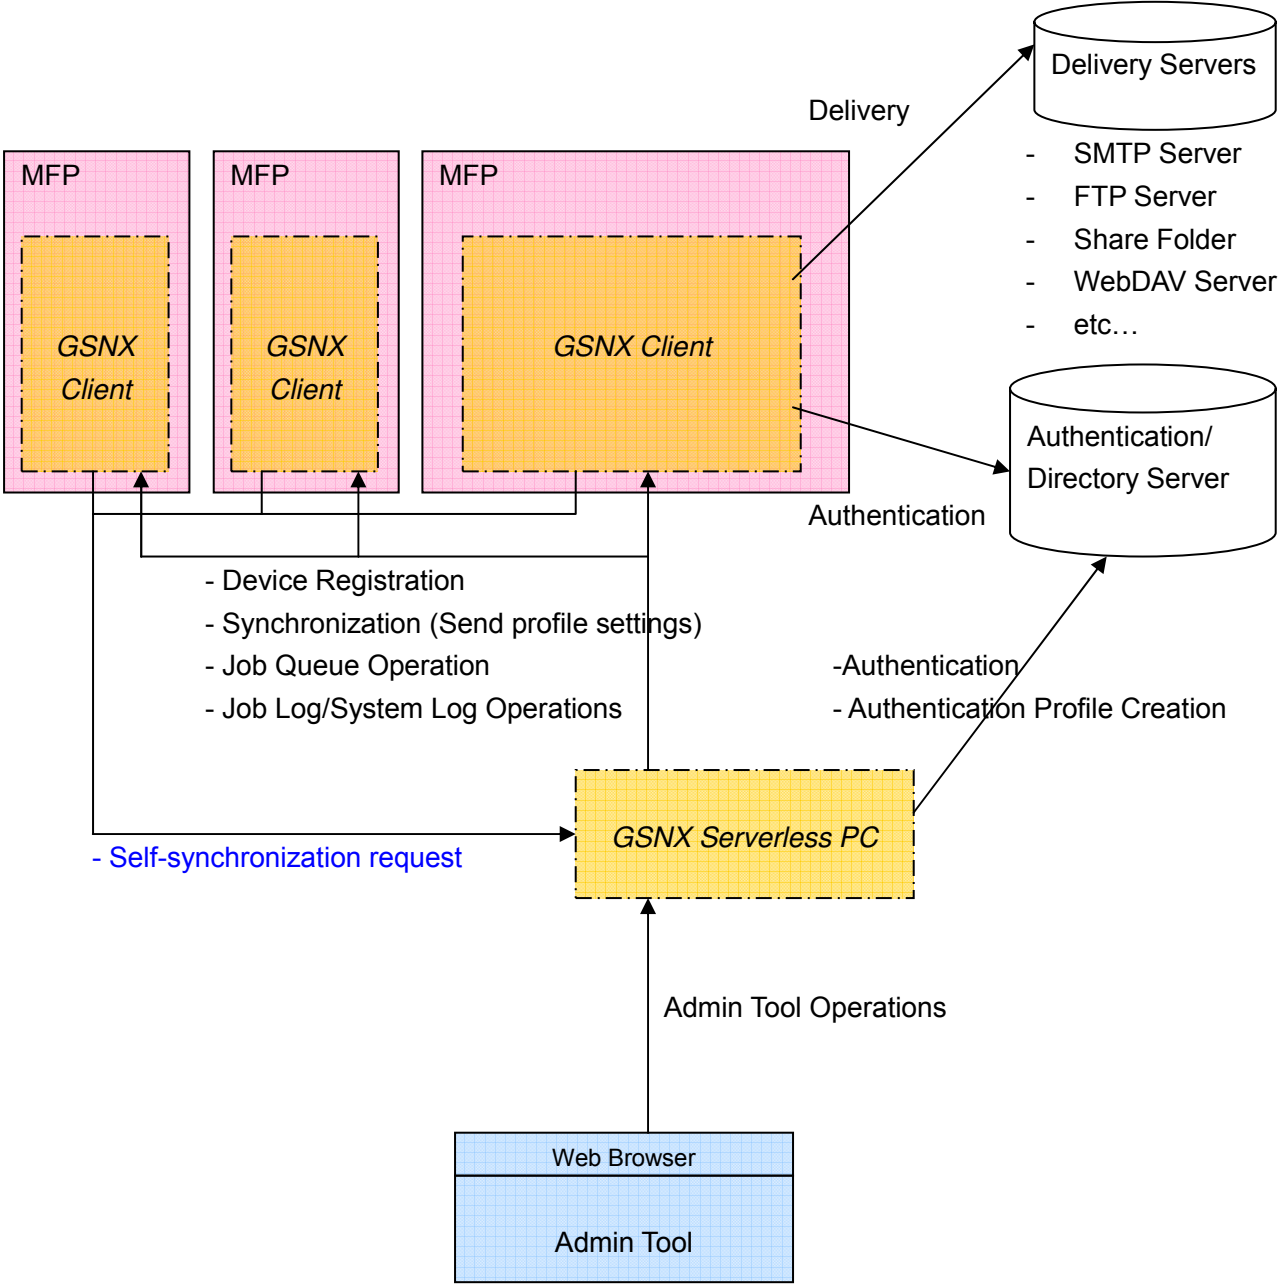 Delivery Servers
Delivery
- SMTP Server
- FTP Server
- Share Folder
- WebDAV Server
- etc…
MFP
MFP
MFP
GSNX
Client
GSNX
Client
GSNX Client
Authentication/
Directory Server
Authentication
- Device Registration
- Synchronization (Send profile settings)
- Job Queue Operation
- Job Log/System Log Operations
-Authentication
- Authentication Profile Creation
GSNX Serverless PC
- Self-synchronization request
Admin Tool Operations
Web Browser
Admin Tool